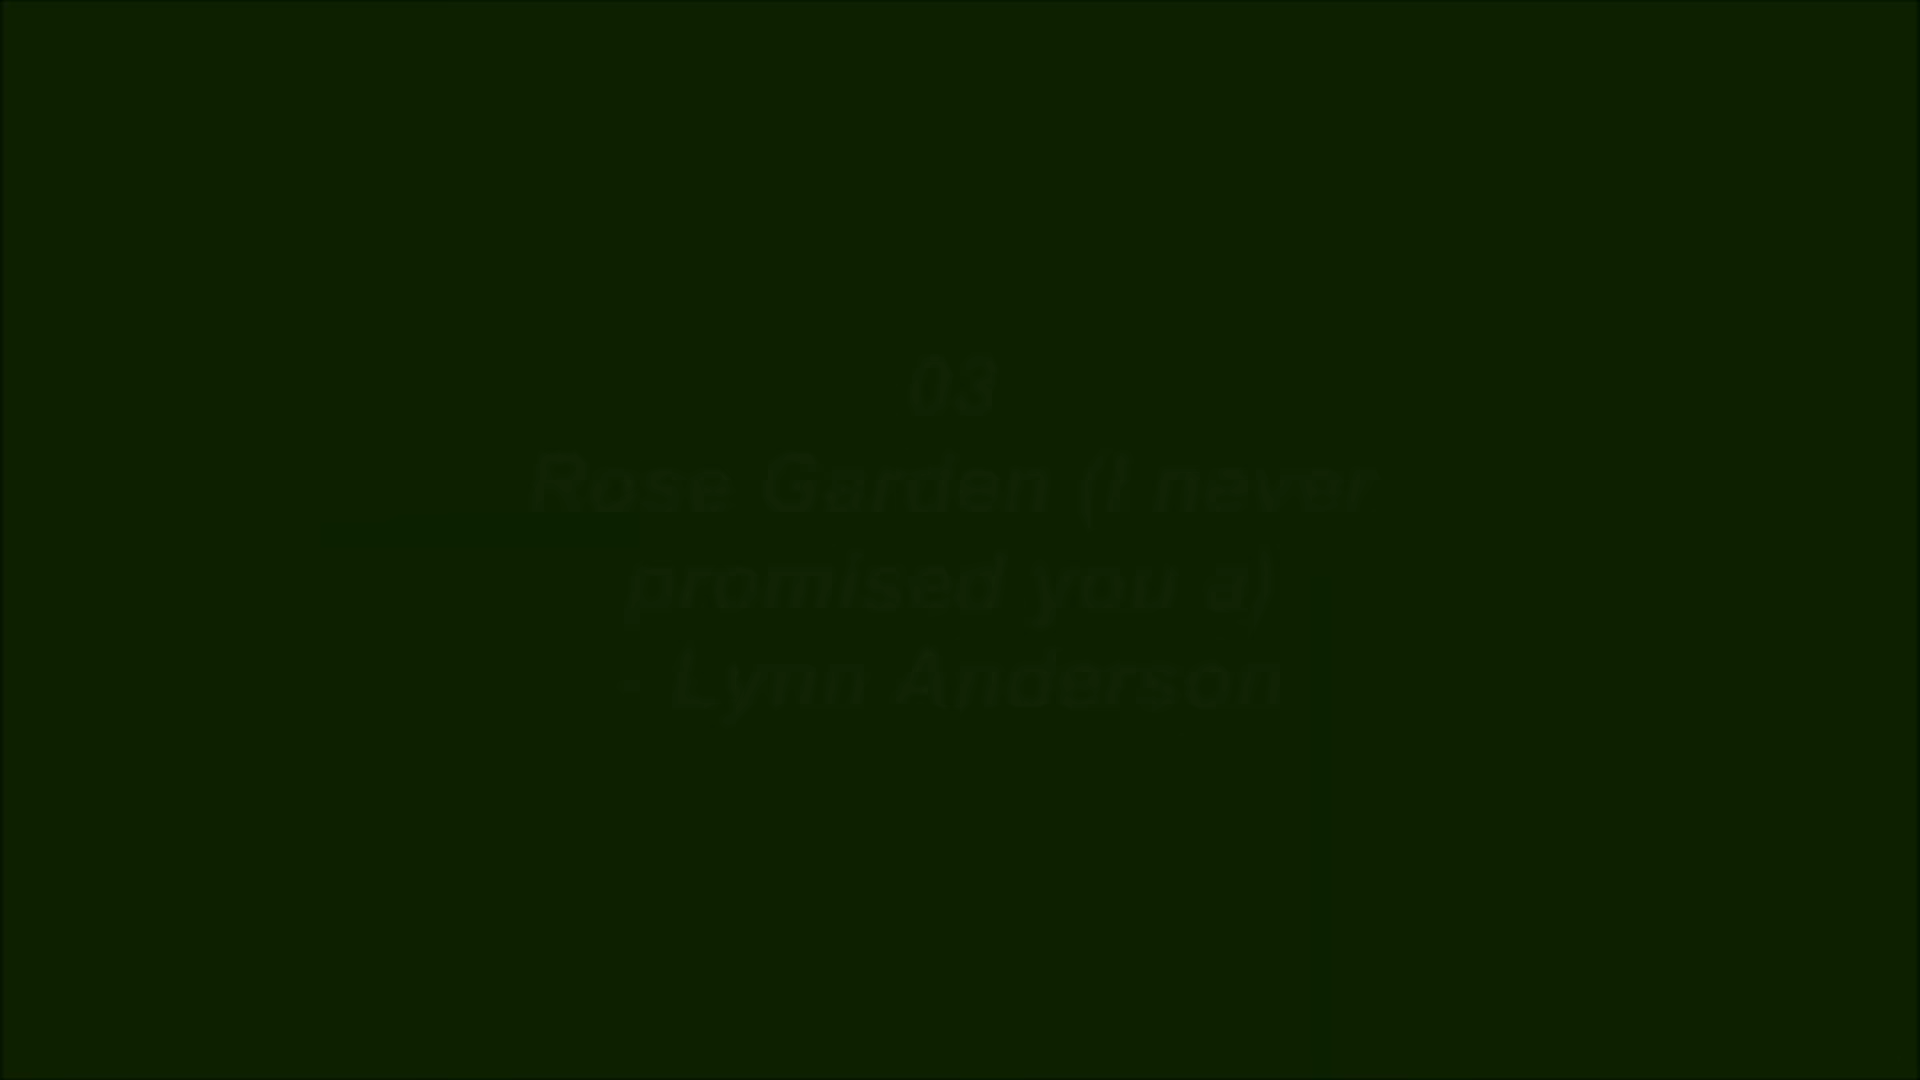 03
Rose Garden (I never
promised you a)
- Lynn Anderson